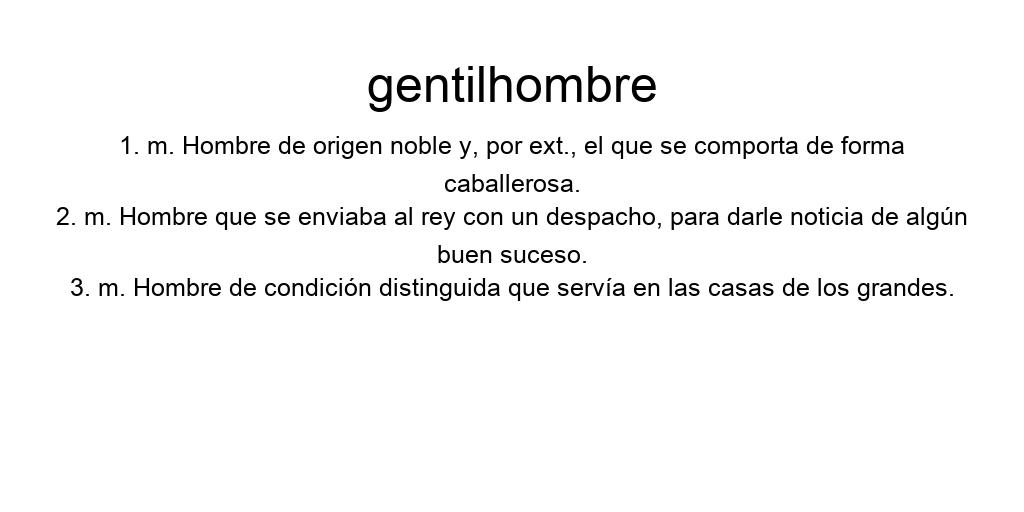 gentilhombre
1. m. Hombre de origen noble y, por ext., el que se comporta de forma
caballerosa.
2. m. Hombre que se enviaba al rey con un despacho, para darle noticia de algún
buen suceso.
3. m. Hombre de condición distinguida que servía en las casas de los grandes.